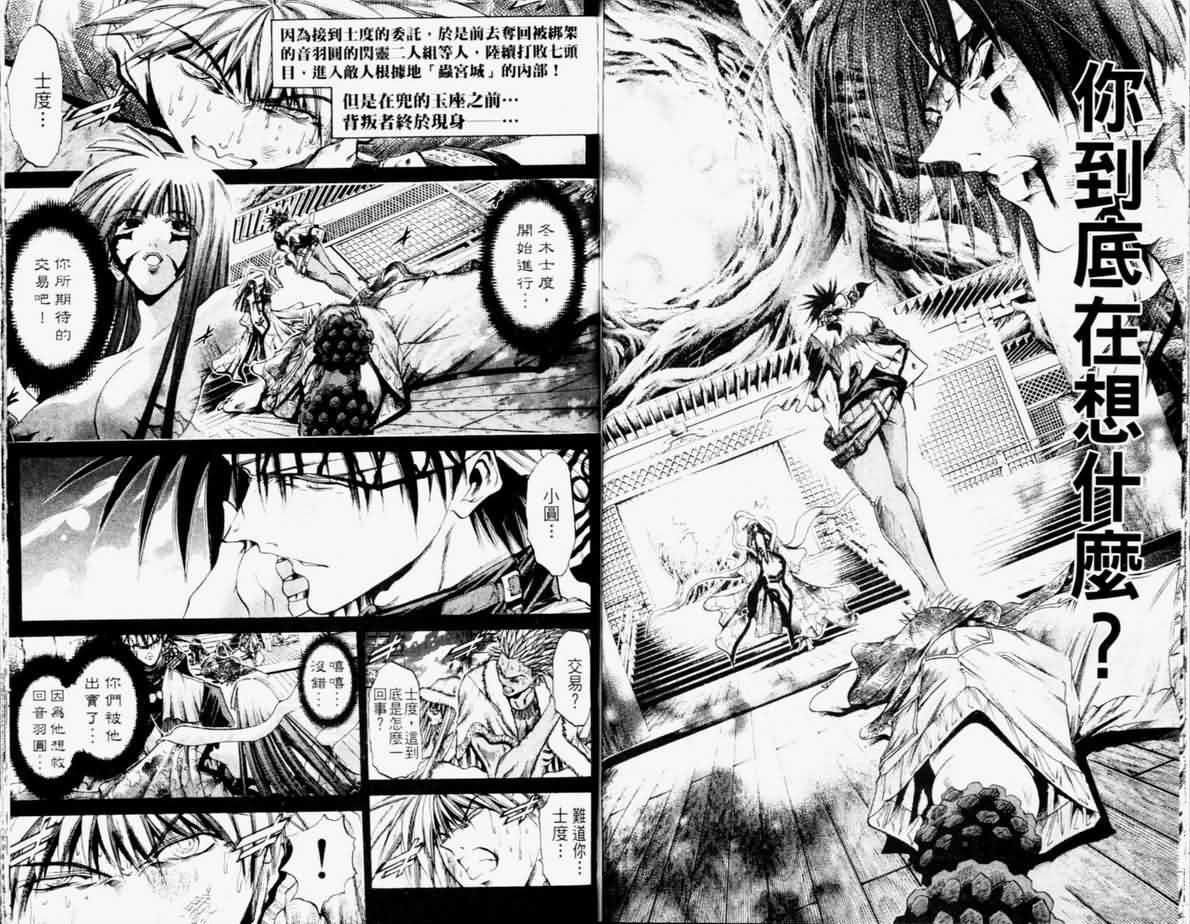 你到底在想什麼？
因為接到士度的委託，於是前去奪回被綁架
的音羽圓的閃靈二人組等人，陸續打敗七頭
目，進入敵人根據地「蟲宮城」的內部！
但是在兜的玉座之前…
背叛者終於現身——…
士度…
冬木士度，
開始進行…
你所期待的
交易吧！
小圓…
交易？
士度，這到
底是怎麼一
回事？
嘻嘻…
沒錯…
你們被他
出賣了…
因為他想救
回音羽圓…
難道你…
士度…
！